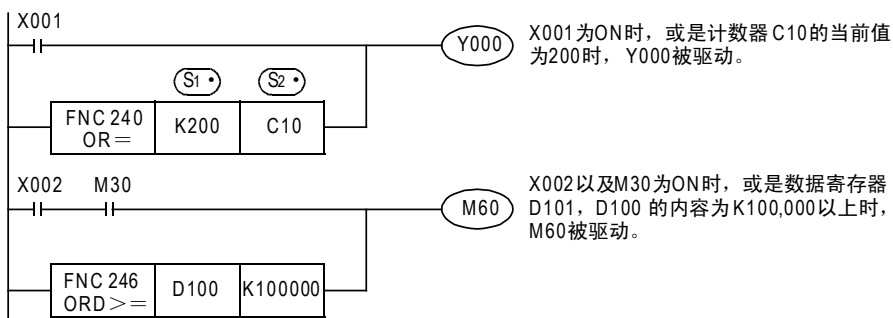 X001
Y000
X001为ON时，或是计数器C10的当前值
为200时，Y000被驱动。
S1・ S2・
FNC 240
OR＝
K200
C10
X002 M30
M60
X002以及M30为ON时，或是数据寄存器
D101，D100 的内容为K100,000以上时，
M60被驱动。
FNC 246
ORD＞＝
D100
K100000